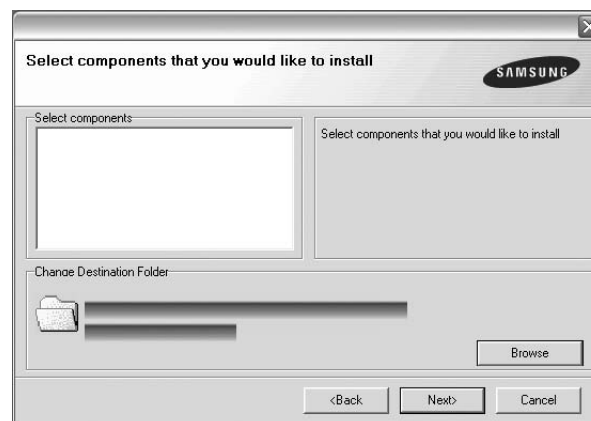 Select components that you would like to install
SAMSUNG
Select components
Select components that you would like to install
Change Destination Folder
Browse
<Back
Next>
Cancel